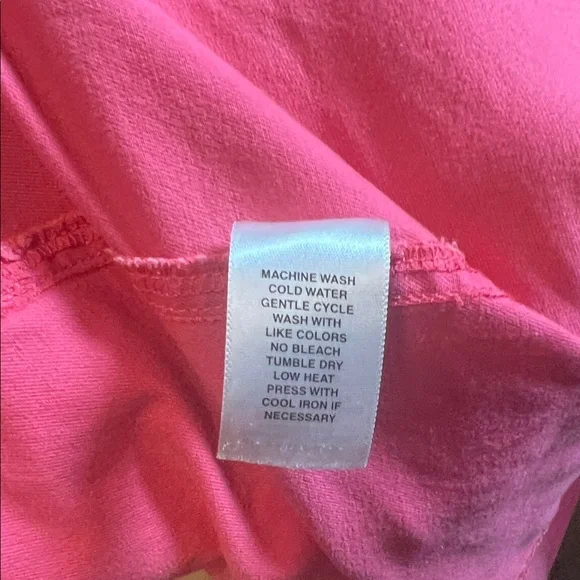 MACHINE WASH
COLD WATER
GENTLE CYCLE
WASH WITH
LIKE COLORS
NO BLEACH
TUMBLE DRY
LOW HEAT
PRESS WITH
COOL IRON IF
NECESSARY